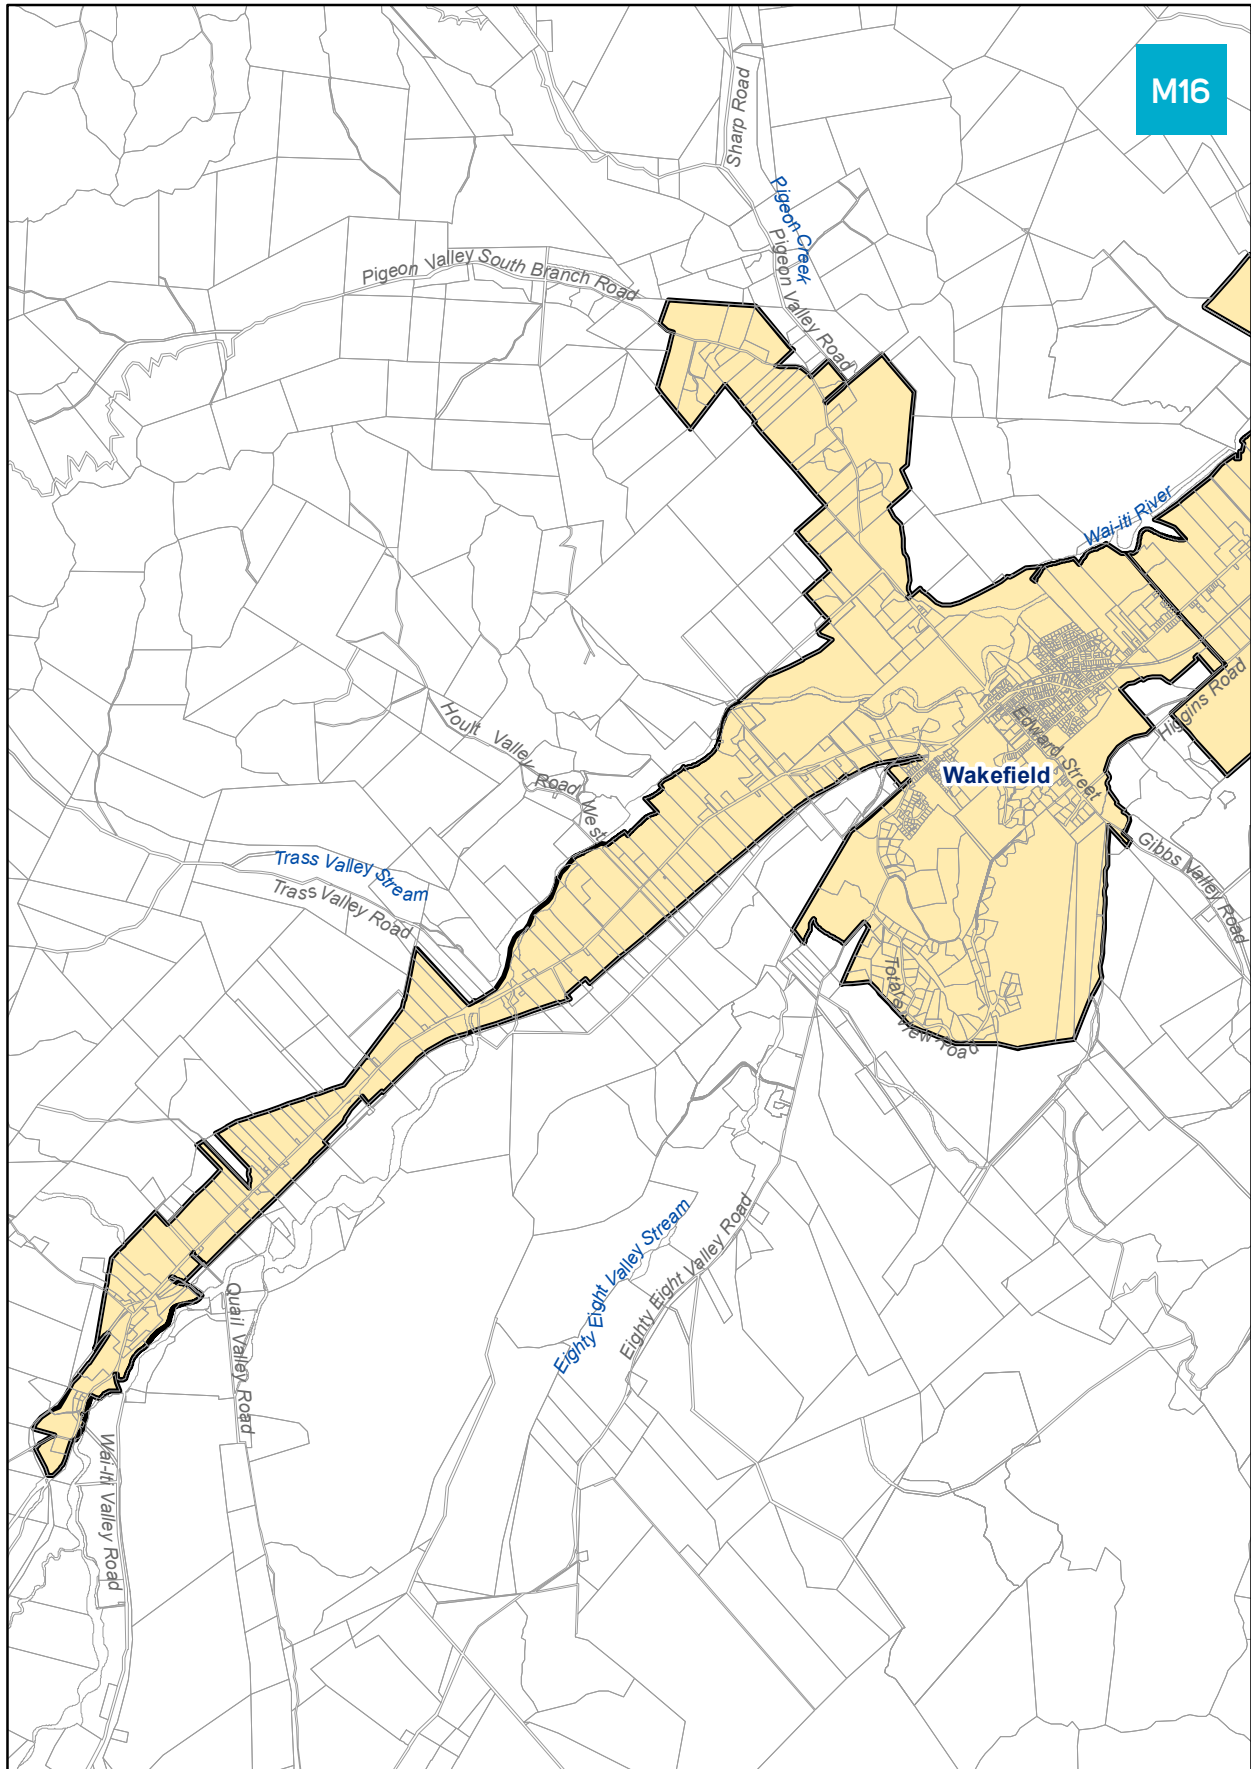 M16
Sharp Road
Pigeon Creek
Pigeon Valley South Branch Road
Pigeon Valley Road
Wai-iti River
Higgins Road
Hoult Valley Road West
Edward Street
Wakefield
Gibbs Valley Road
Trass Valley Stream
Trass Valley Road
Totara View Road
Eighty Eight Valley Stream
Eighty Eight Valley Road
Quail Valley Road
Wai-Iti Valley Road